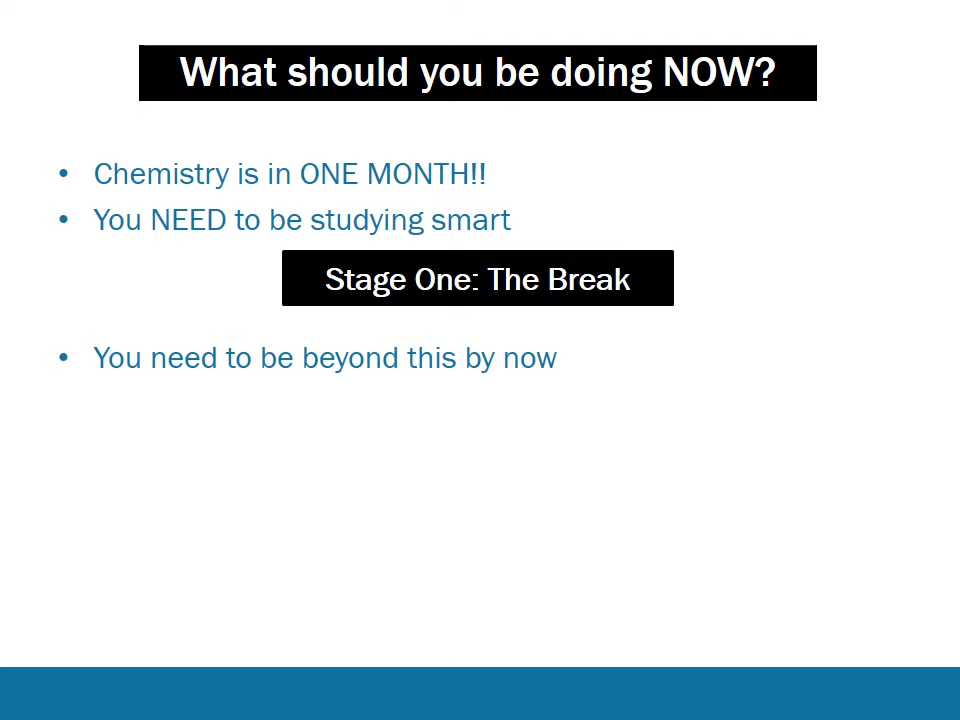 What should you be doing NOW?
• Chemistry is in ONE MONTH!!
• You NEED to be studying smart
Stage One: The Break
• You need to be beyond this by now